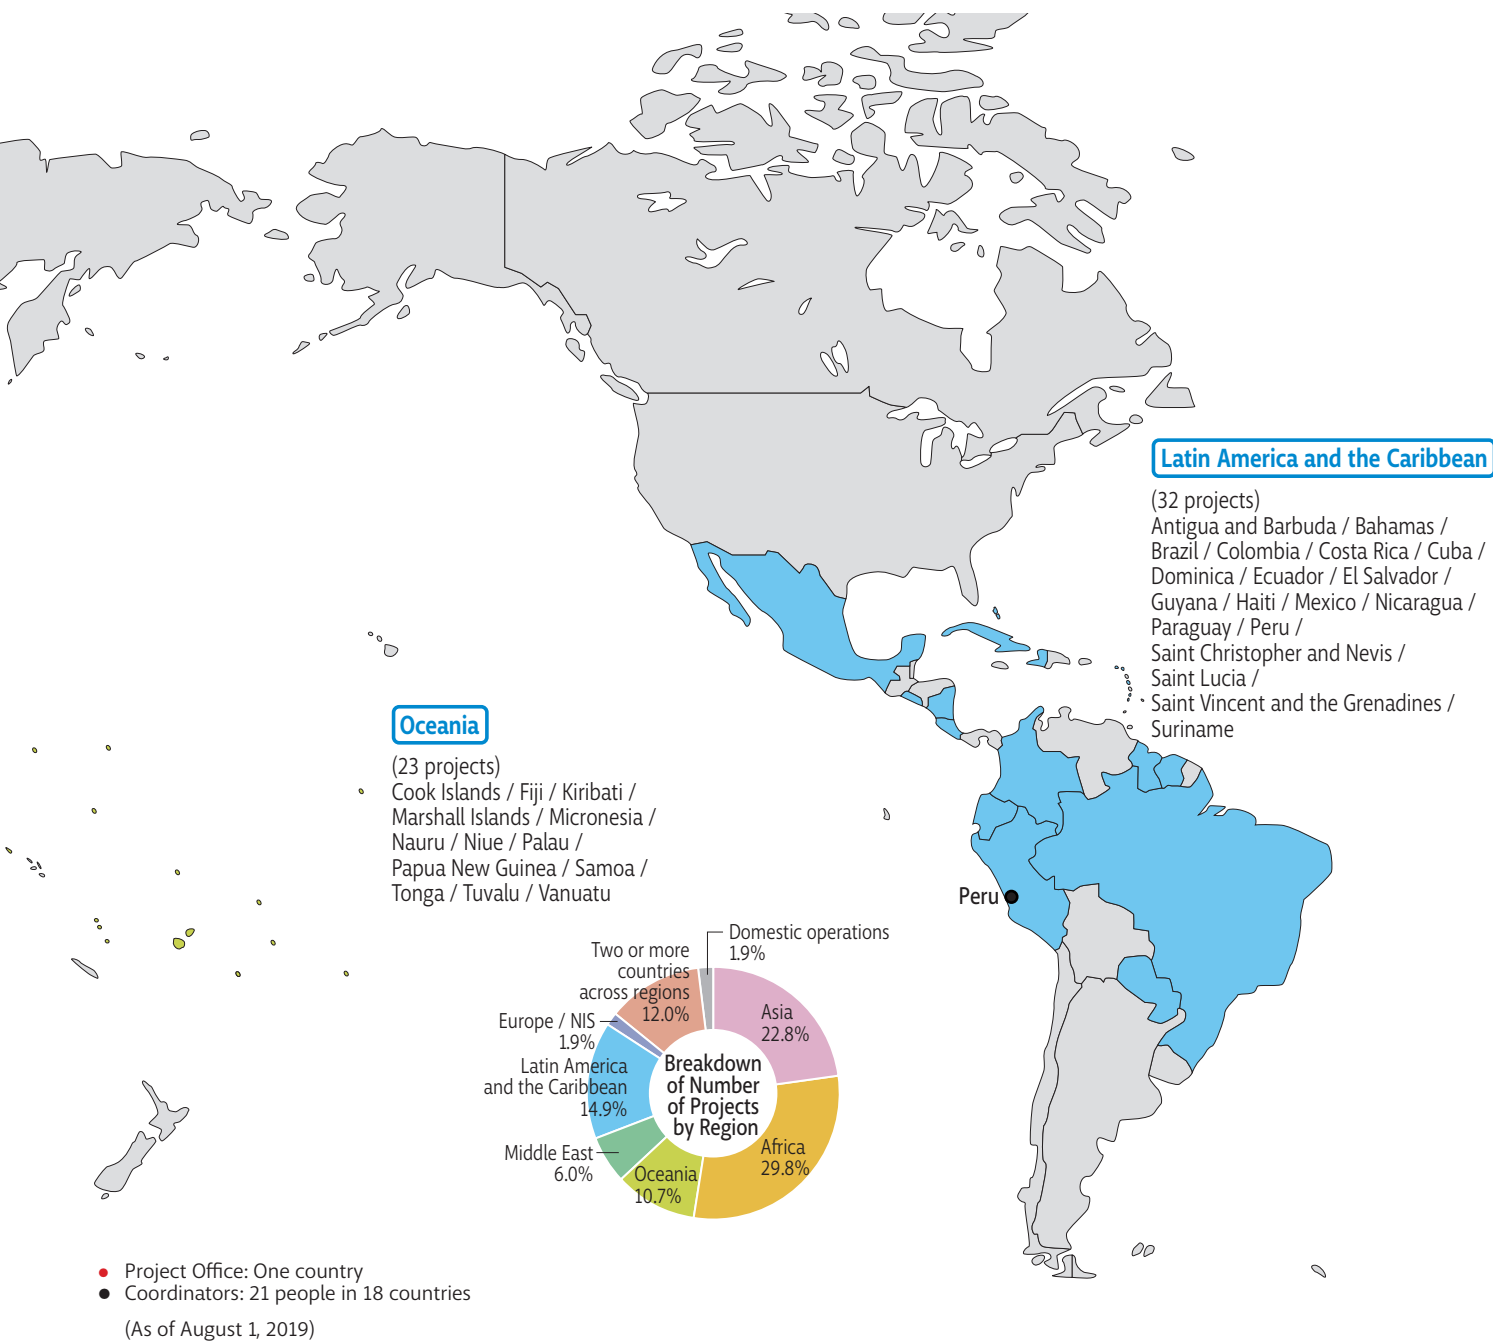 Latin America and the Caribbean
(32 projects)
Antigua and Barbuda / Bahamas /
Brazil / Colombia / Costa Rica / Cuba /
Dominica / Ecuador / El Salvador /
Guyana / Haiti / Mexico / Nicaragua /
Paraguay / Peru /
Saint Christopher and Nevis /
Saint Lucia /
Saint Vincent and the Grenadines /
Suriname
Oceania
(23 projects)
Cook Islands / Fiji / Kiribati /
Marshall Islands / Micronesia /
Nauru / Niue / Palau /
Papua New Guinea / Samoa /
Tonga / Tuvalu / Vanuatu
Peru
Domestic operations
1.9%
Two or more
countries
across regions
12.0%
Asia
22.8%
Europe / NIS
1.9%
Latin America
and the Caribbean
14.9%
Breakdown
of Number
of Projects
by Region
Middle East
6.0%
Africa
29.8%
Oceania
10.7%
Project Office: One country
Coordinators: 21 people in 18 countries
(As of August 1, 2019)